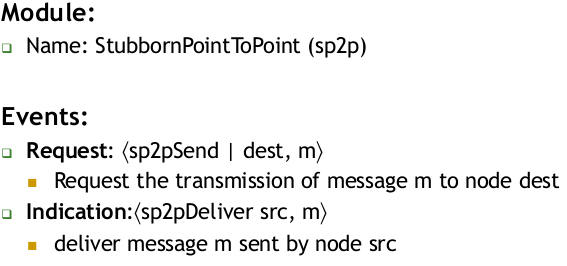 Module:
Name: StubbornPointToPoint (sp2p)
Events:
Request: ⟨sp2pSend | dest, m⟩
Request the transmission of message m to node dest
Indication:⟨sp2pDeliver src, m⟩
deliver message m sent by node src